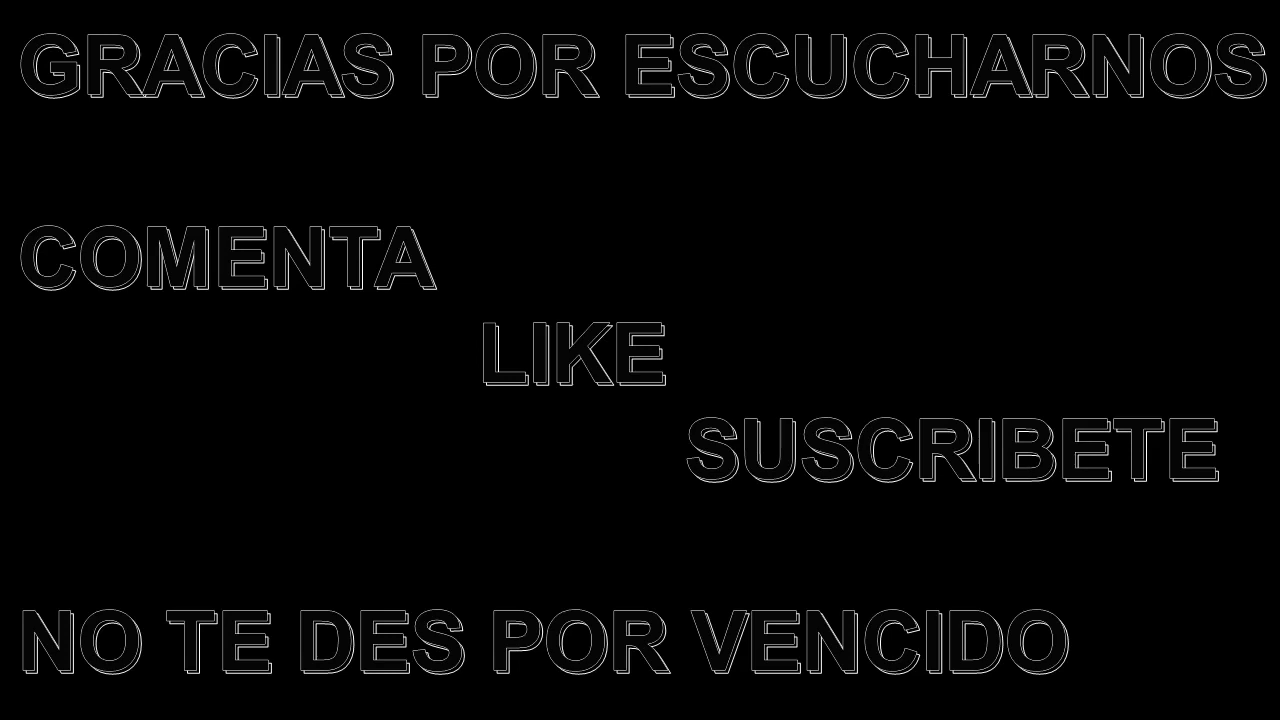 GRACIAS POR ESCUCHARNOS
COMENTA
LIKE
SUSCRIBETE
NO TE DES POR VENCIDO